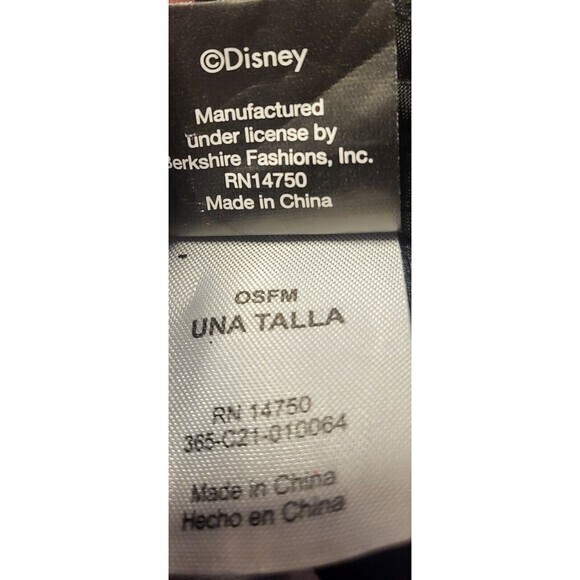 ©Disney
Manufactured
under license by
Berkshire Fashions, Inc.
RN14750
Made in China
OSFM
UNA TALLA
RN 14750
365-C21-010064
Made in China
Hecho en China